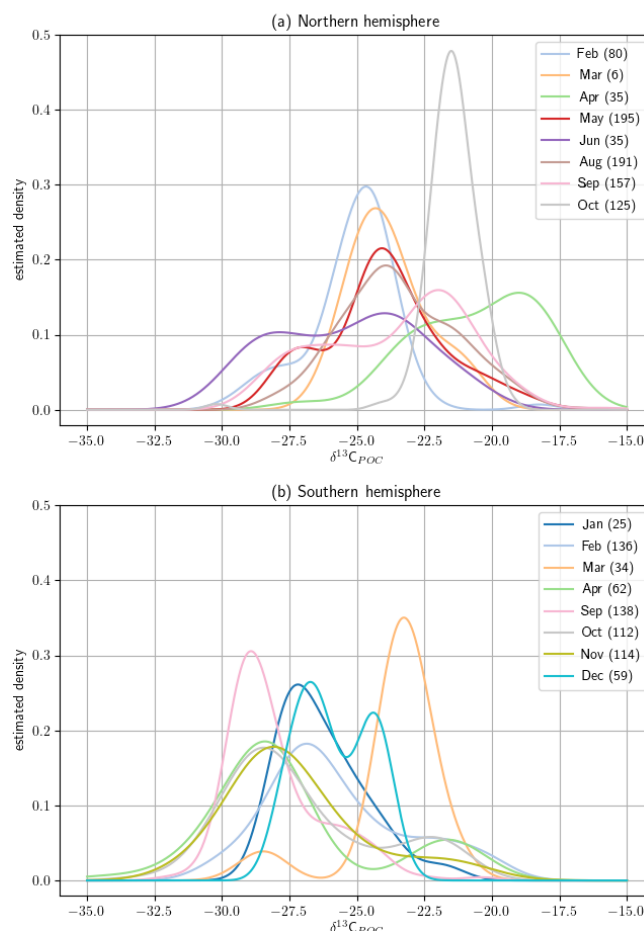 (a) Northern hemisphere
0.5
0.4
0.3
0.2
0.1
0.0
estimated density
Feb (80)
Mar (6)
Apr (35)
May (195)
Jun (35)
Aug (191)
Sep (157)
Oct (125)
−35.0 −32.5 −30.0 −27.5 −25.0 −22.5 −20.0 −17.5 −15.0
δ¹³C_POC
(b) Southern hemisphere
0.5
0.4
0.3
0.2
0.1
0.0
estimated density
Jan (25)
Feb (136)
Mar (34)
Apr (62)
Sep (138)
Oct (112)
Nov (114)
Dec (59)
−35.0 −32.5 −30.0 −27.5 −25.0 −22.5 −20.0 −17.5 −15.0
δ¹³C_POC